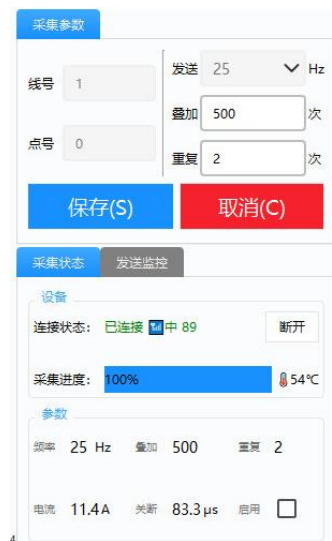 采集参数
线号 1
发送 25 Hz
叠加 500 次
点号 0
重复 2 次
保存(S) 取消(C)
采集状态 发送监控
设备
连接状态: 已连接 中 89 断开
采集进度: 100% 54℃
参数
频率 25 Hz 叠加 500 重复 2
电流 11.4A 关断 83.3μs 启用
4